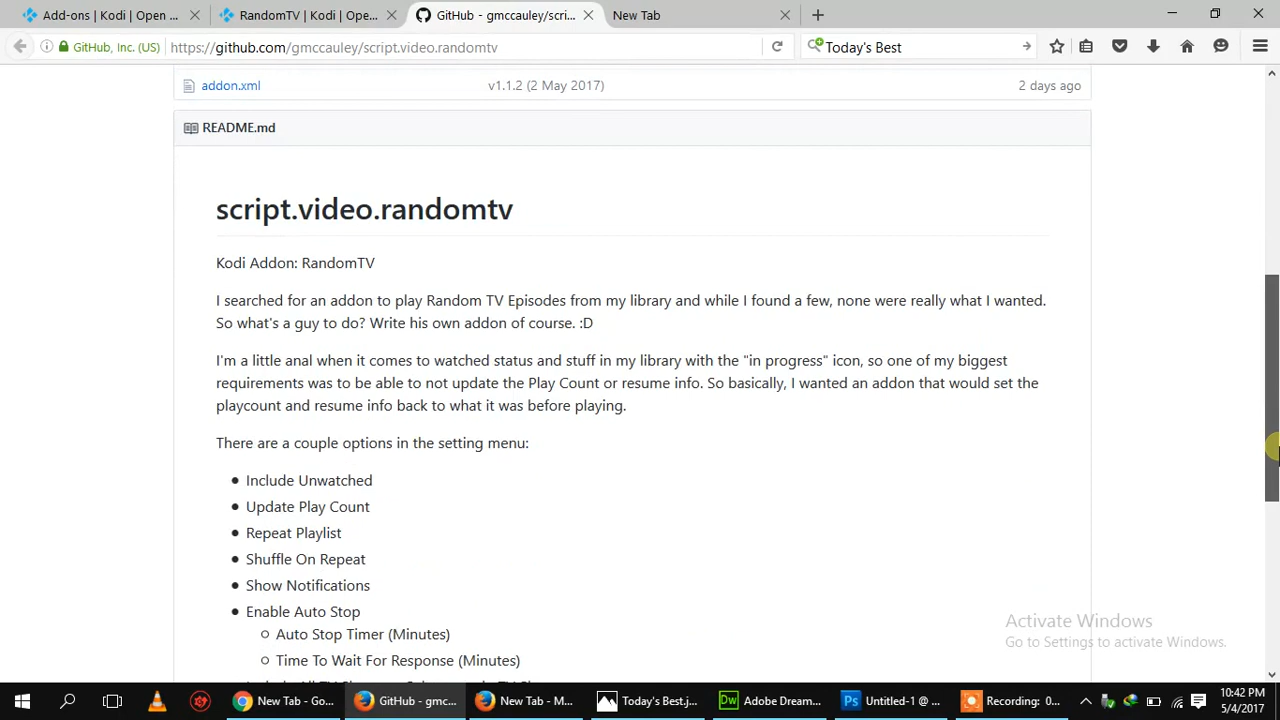 Add-ons | Kodi | Open ...
RandomTV | Kodi | Open ...
GitHub - gmccauley/scri...
New Tab
GitHub, Inc. (US)
https://github.com/gmccauley/script.video.randomtv
Today's Best
addon.xml
v1.1.2 (2 May 2017)
2 days ago
README.md
script.video.randomtv
Kodi Addon: RandomTV
I searched for an addon to play Random TV Episodes from my library and while I found a few, none were really what I wanted.
So what's a guy to do? Write his own addon of course. :D
I'm a little anal when it comes to watched status and stuff in my library with the "in progress" icon, so one of my biggest
requirements was to be able to not update the Play Count or resume info. So basically, I wanted an addon that would set the
playcount and resume info back to what it was before playing.
There are a couple options in the setting menu:
Include Unwatched
Update Play Count
Repeat Playlist
Shuffle On Repeat
Show Notifications
Enable Auto Stop
Auto Stop Timer (Minutes)
Time To Wait For Response (Minutes)
Activate Windows
Go to Settings to activate Windows.
New Tab - Go...
GitHub - gmc...
New Tab - M...
Today's Best.j...
Adobe Dream...
Untitled-1 @ ...
Recording: 0...
10:42 PM
5/4/2017